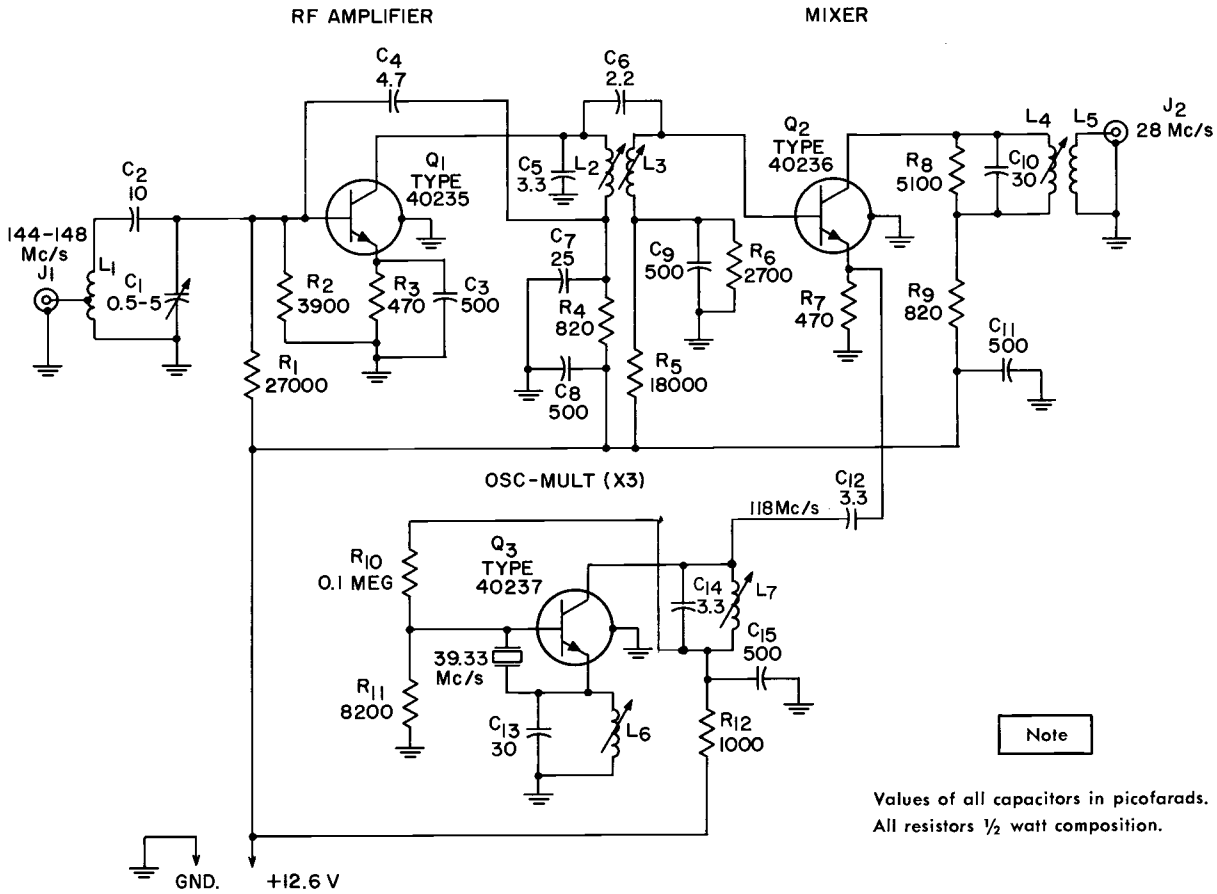 RF AMPLIFIER
MIXER
C4
4.7
C6
2.2
C2
10
Q1
TYPE
40235
C5
3.3
L2
L3
Q2
TYPE
40236
R8
5100
C10
30
L4
L5
J2
28 Mc/s
144-148
Mc/s
J1
L1
C1
0.5-5
R2
3900
R3
470
C3
500
C7
25
R4
820
C9
500
R6
2700
R7
470
R9
820
R1
27000
C8
500
R5
18000
C11
500
OSC-MULT (X3)
118Mc/s
C12
3.3
R10
0.1 MEG
Q3
TYPE
40237
C14
3.3
L7
C15
500
39.33
Mc/s
R11
8200
C13
30
L6
R12
1000
Note
Values of all capacitors in picofarads.
All resistors ½ watt composition.
GND.
+12.6 V